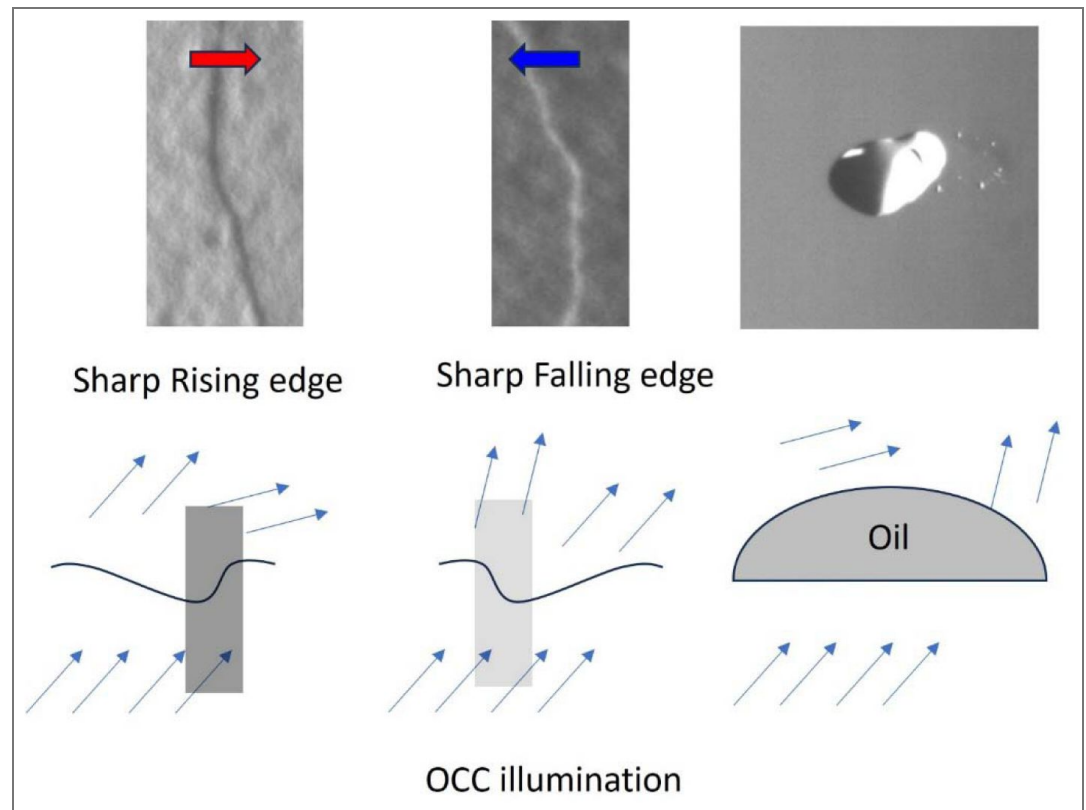 Sharp Rising edge
Sharp Falling edge
Oil
OCC illumination